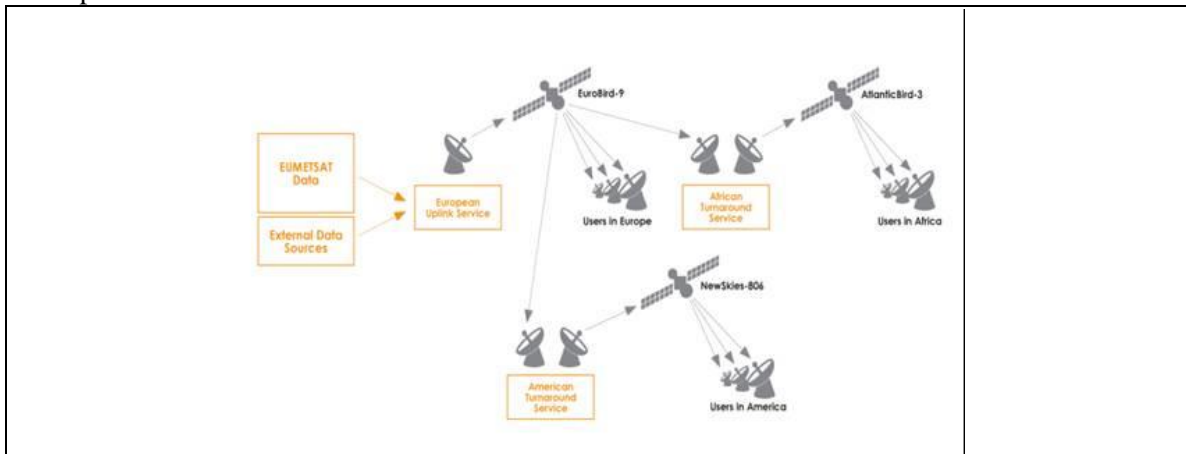 EuroBird-9
AtlanticBird-3
EUMETSAT
Data
European
Uplink Service
External Data
Sources
Users in Europe
African
Turnaround
Service
Users in Africa
NewSkies-806
American
Turnaround
Service
Users in America